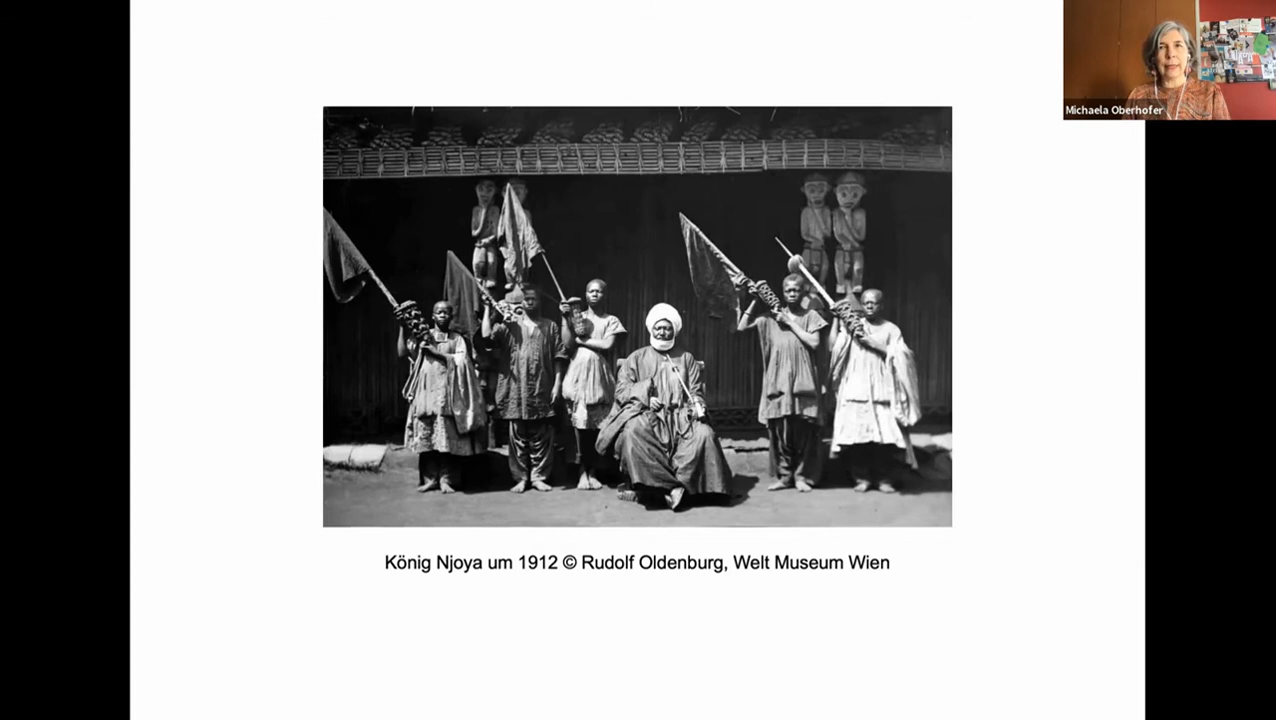 Michaela Oberhofer
König Njoya um 1912 © Rudolf Oldenburg, Welt Museum Wien